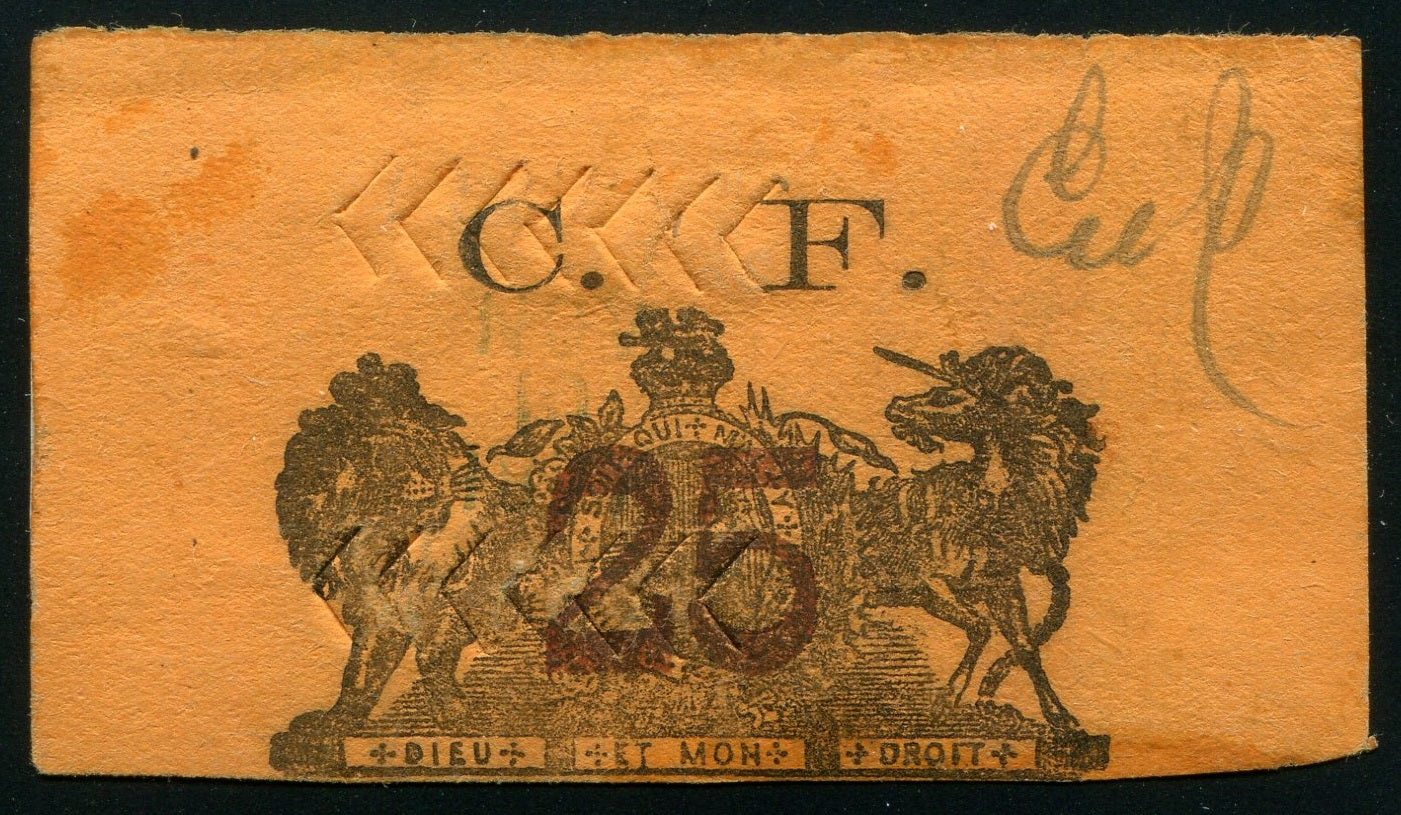 C. F.
QUI
25
DIEU
ET MON
DROIT